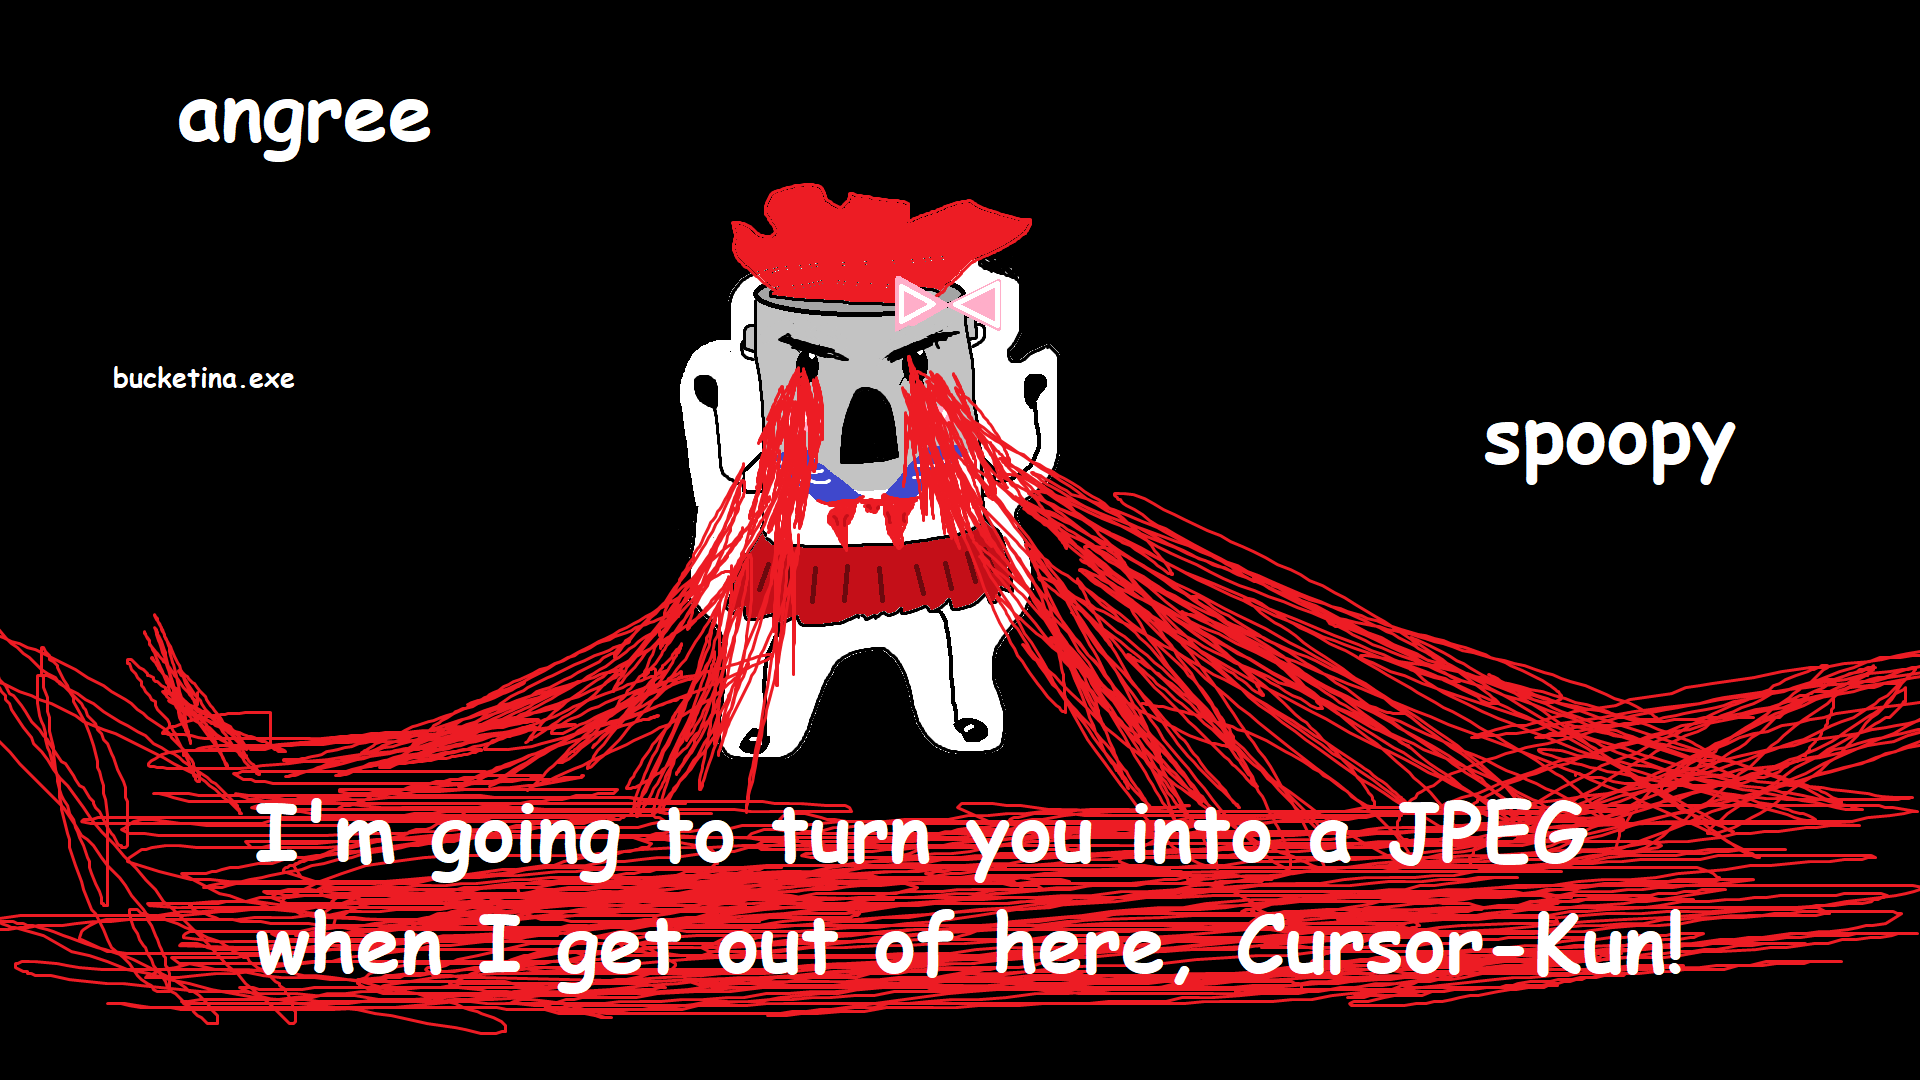 angree
bucketina.exe
spoopy
I'm going to turn you into a JPEG
when I get out of here, Cursor-Kun!